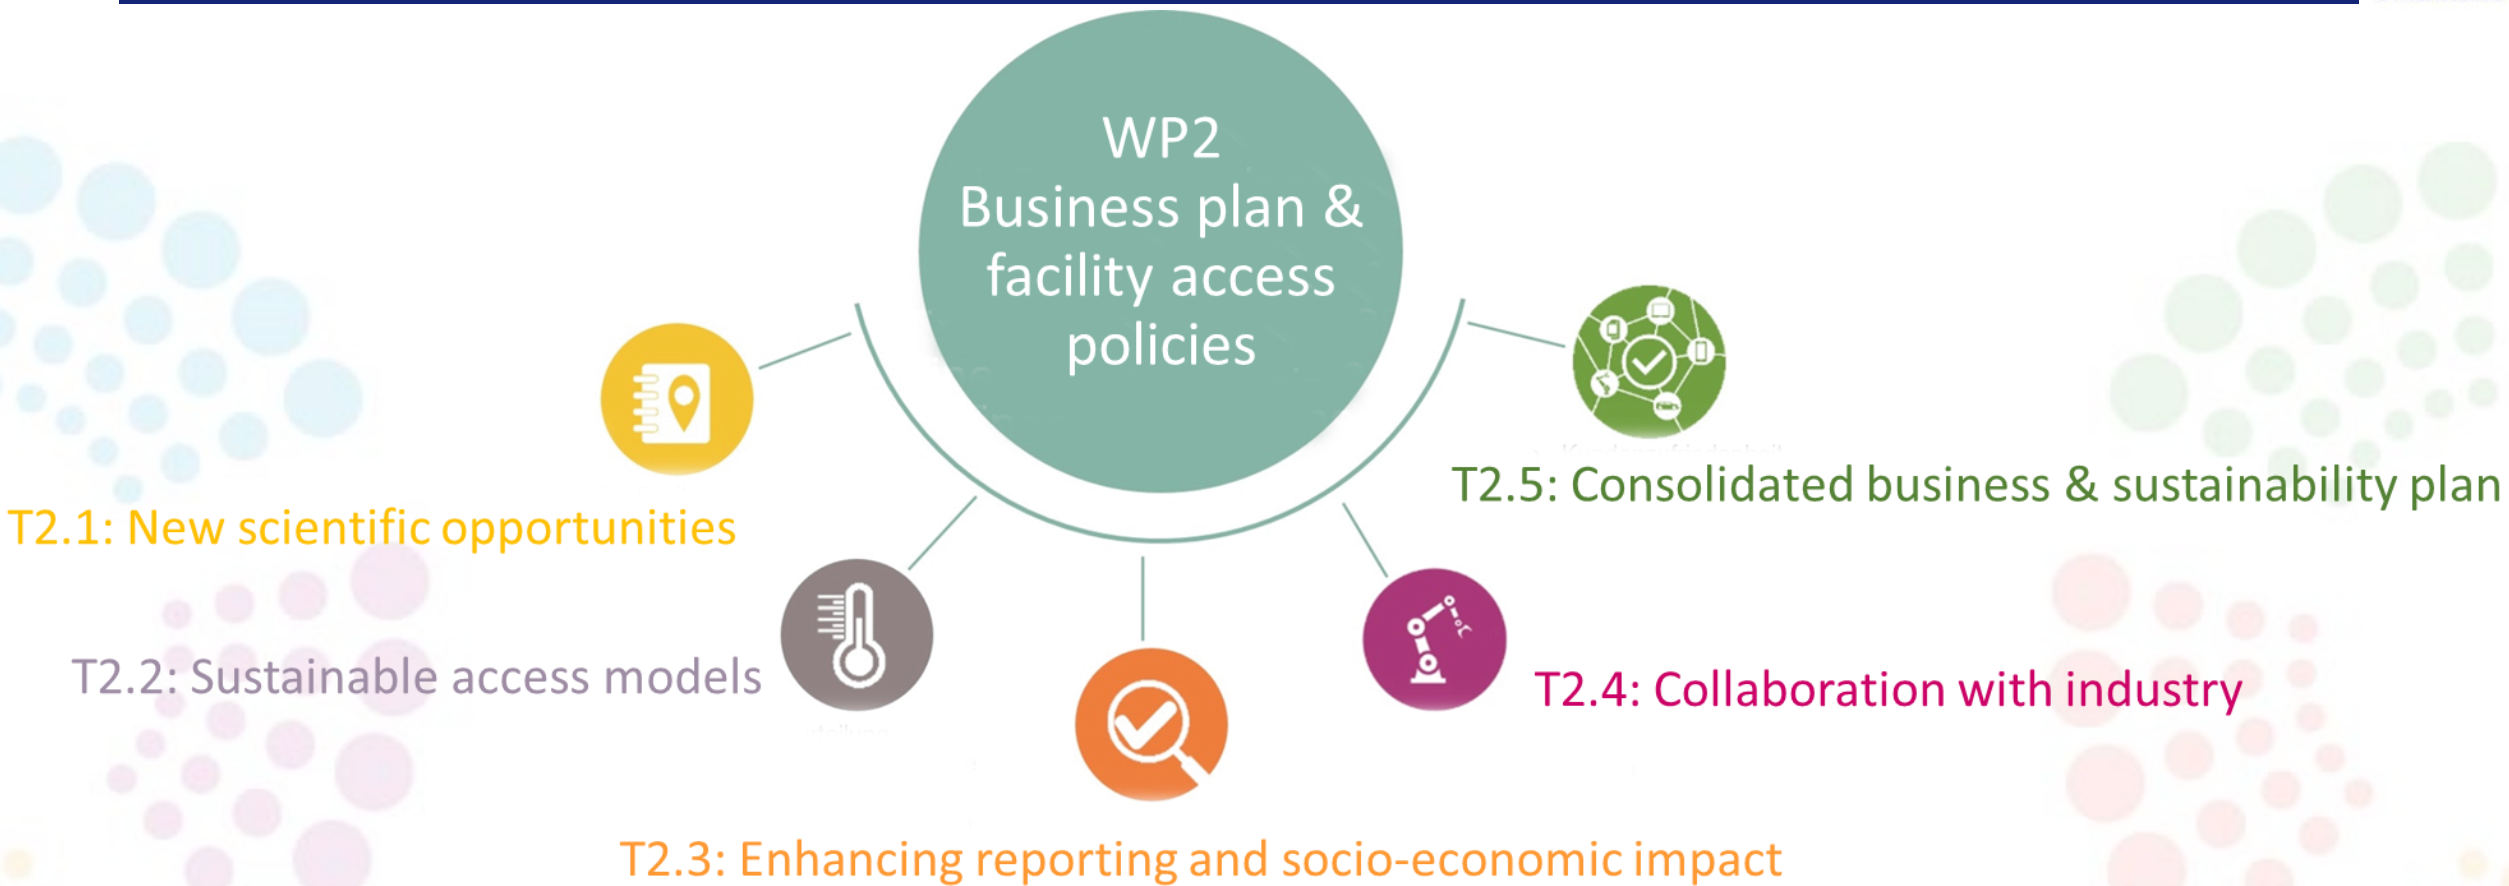 WP2
Business plan &
facility access
policies
T2.1: New scientific opportunities
T2.2: Sustainable access models
T2.3: Enhancing reporting and socio-economic impact
T2.4: Collaboration with industry
T2.5: Consolidated business & sustainability plan